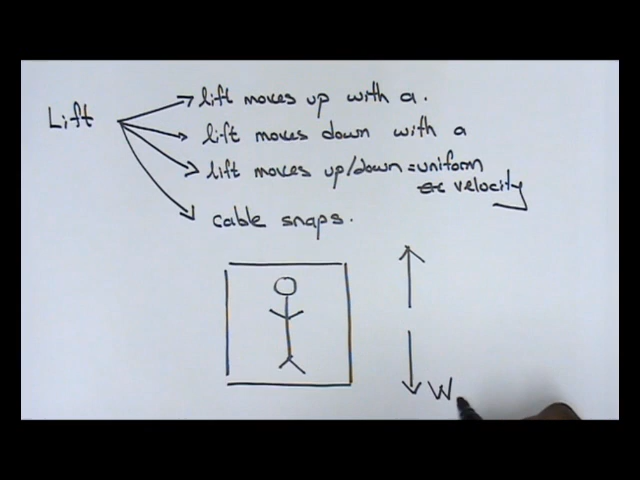 Lift
lift moves up with a.
lift moves down with a
lift moves up/down = uniform
velocity
cable snaps.
W